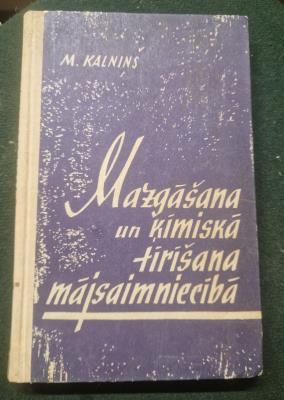 M. KALNIŅŠ
Mazgāšana
un ķīmiskā
tīrīšana
mājsaimniecībā